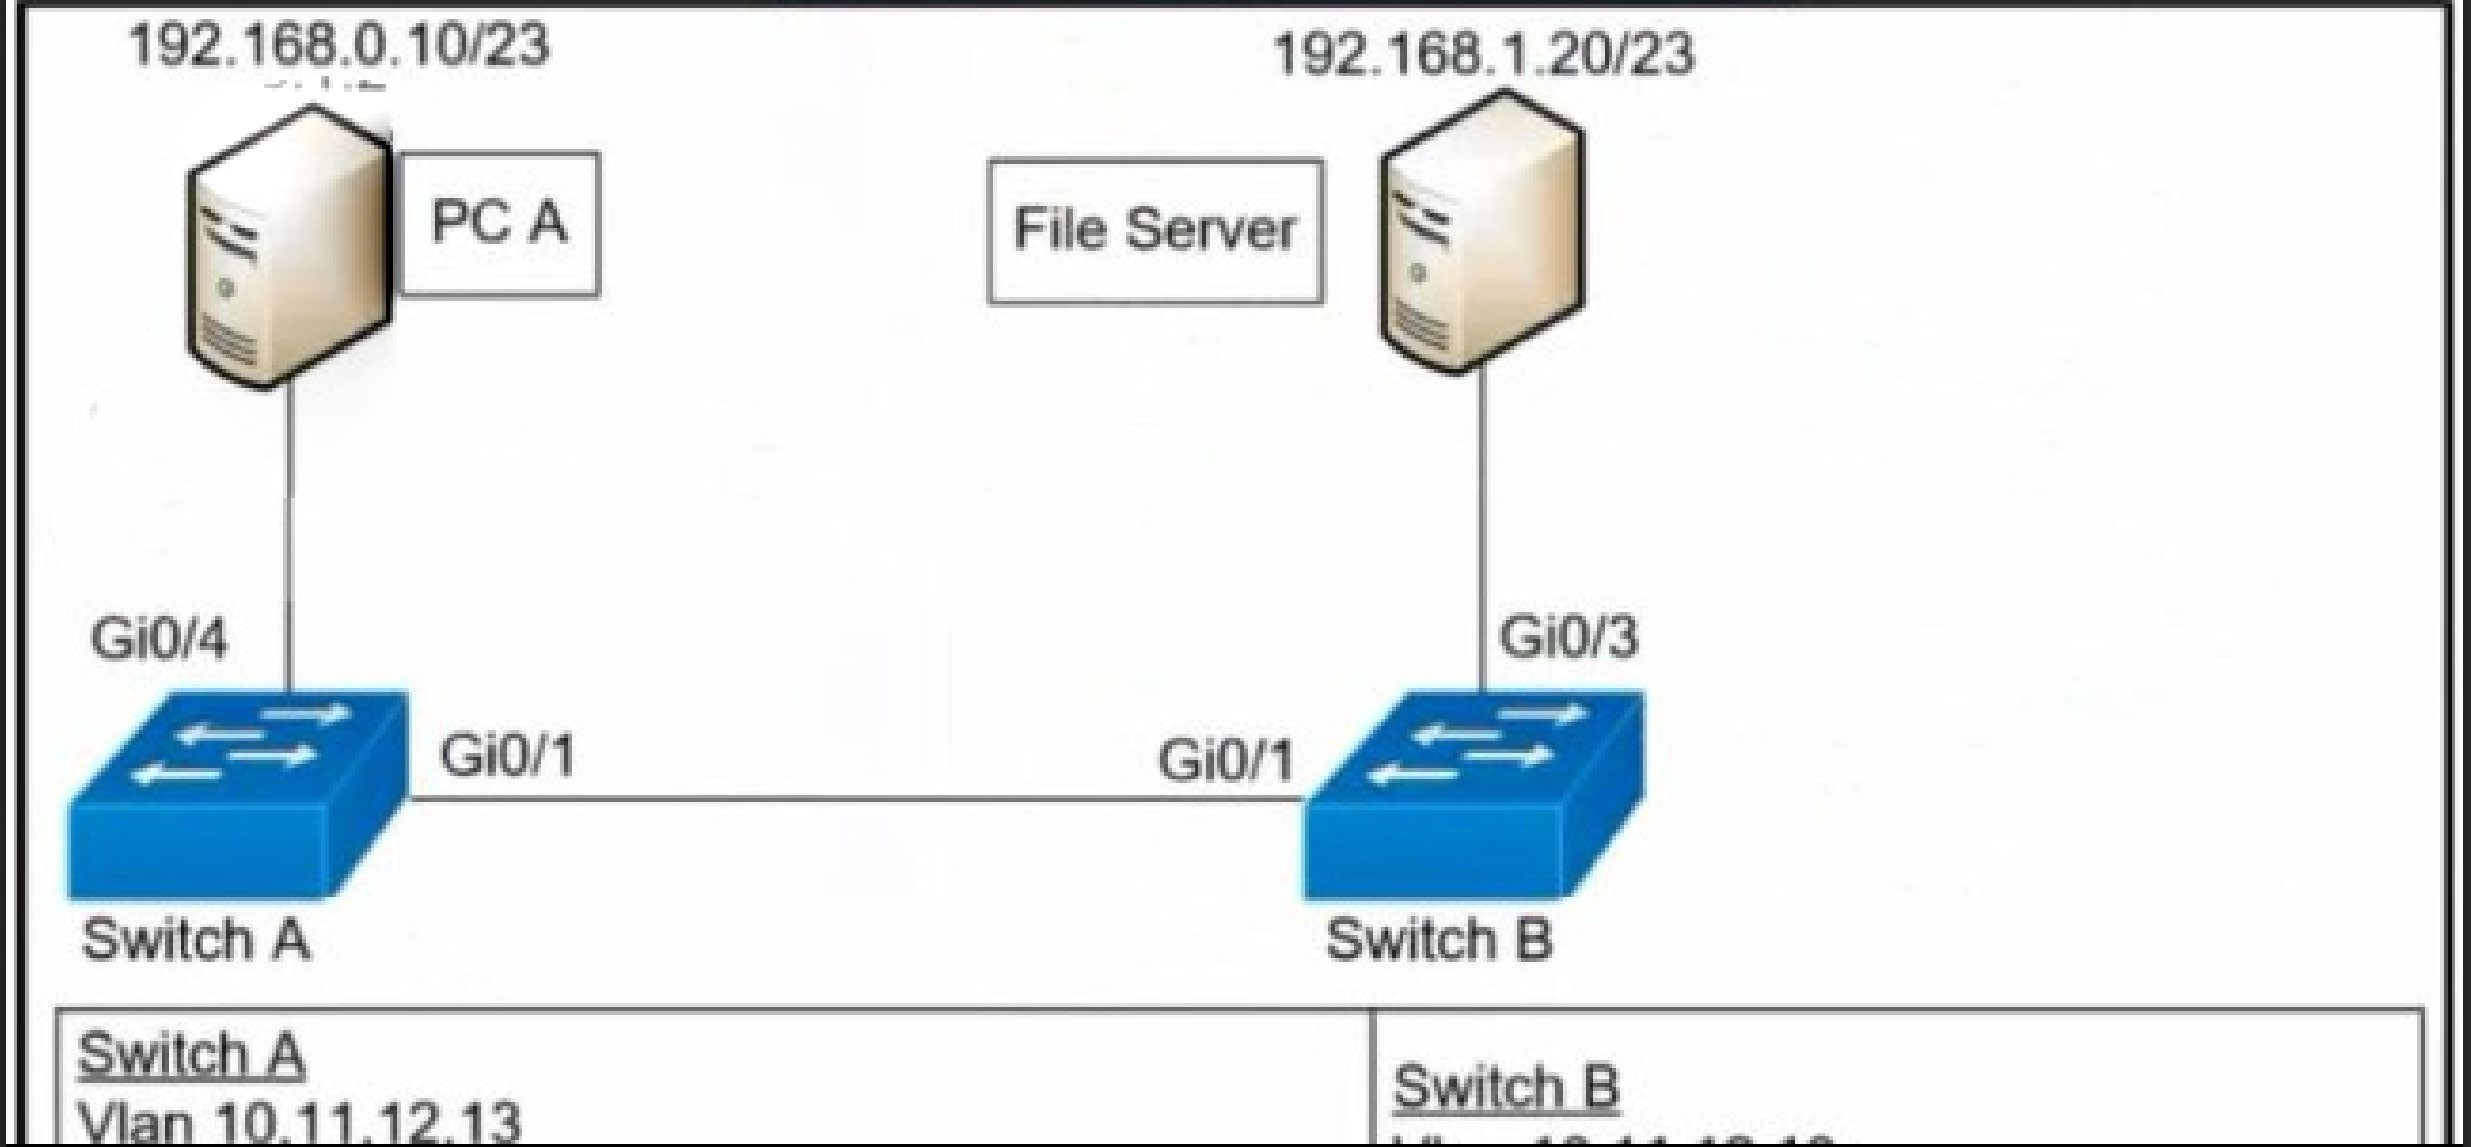 192.168.0.10/23
192.168.1.20/23
PC A
File Server
Gi0/4
Gi0/3
Gi0/1
Gi0/1
Switch A
Switch B
Switch A
Vlan 10,11,12,13
Switch B